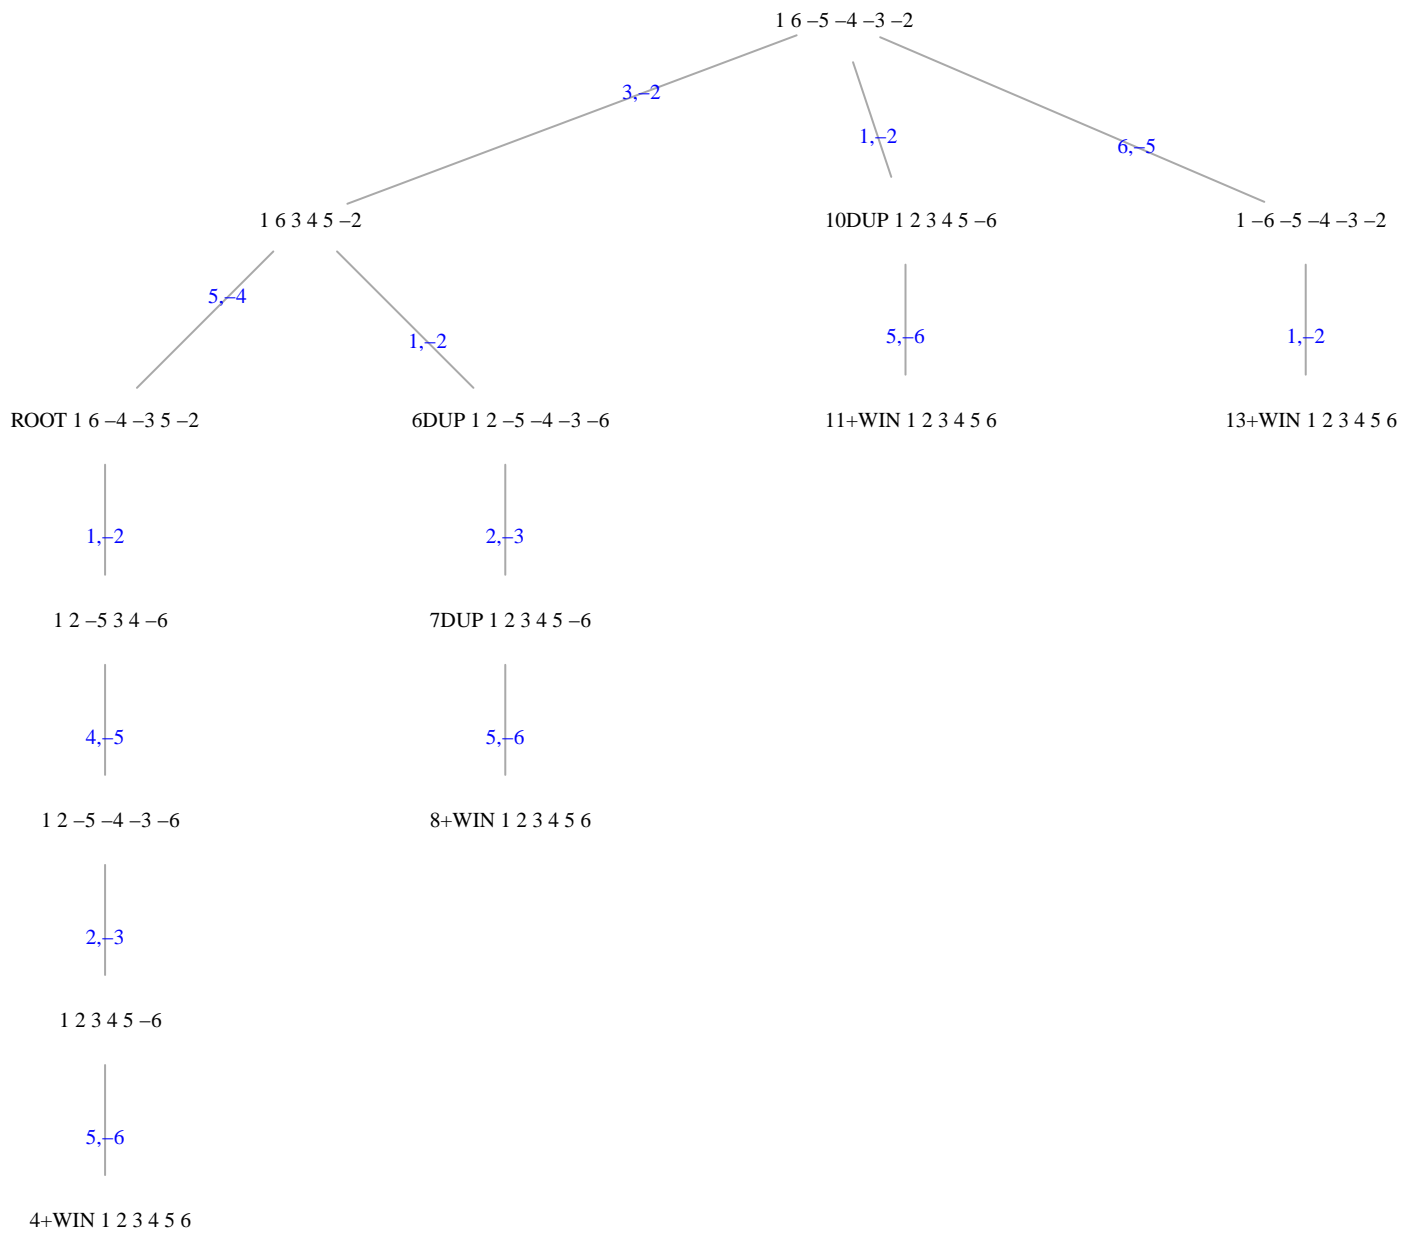 1 6 –5 –4 –3 –2
3,–2
1,–2
6,–5
1 6 3 4 5 –2
10DUP 1 2 3 4 5 –6
1 –6 –5 –4 –3 –2
5,–4
1,–2
5,–6
1,–2
ROOT 1 6 –4 –3 5 –2
6DUP 1 2 –5 –4 –3 –6
11+WIN 1 2 3 4 5 6
13+WIN 1 2 3 4 5 6
1,–2
2,–3
1 2 –5 3 4 –6
7DUP 1 2 3 4 5 –6
4,–5
5,–6
1 2 –5 –4 –3 –6
8+WIN 1 2 3 4 5 6
2,–3
1 2 3 4 5 –6
5,–6
4+WIN 1 2 3 4 5 6